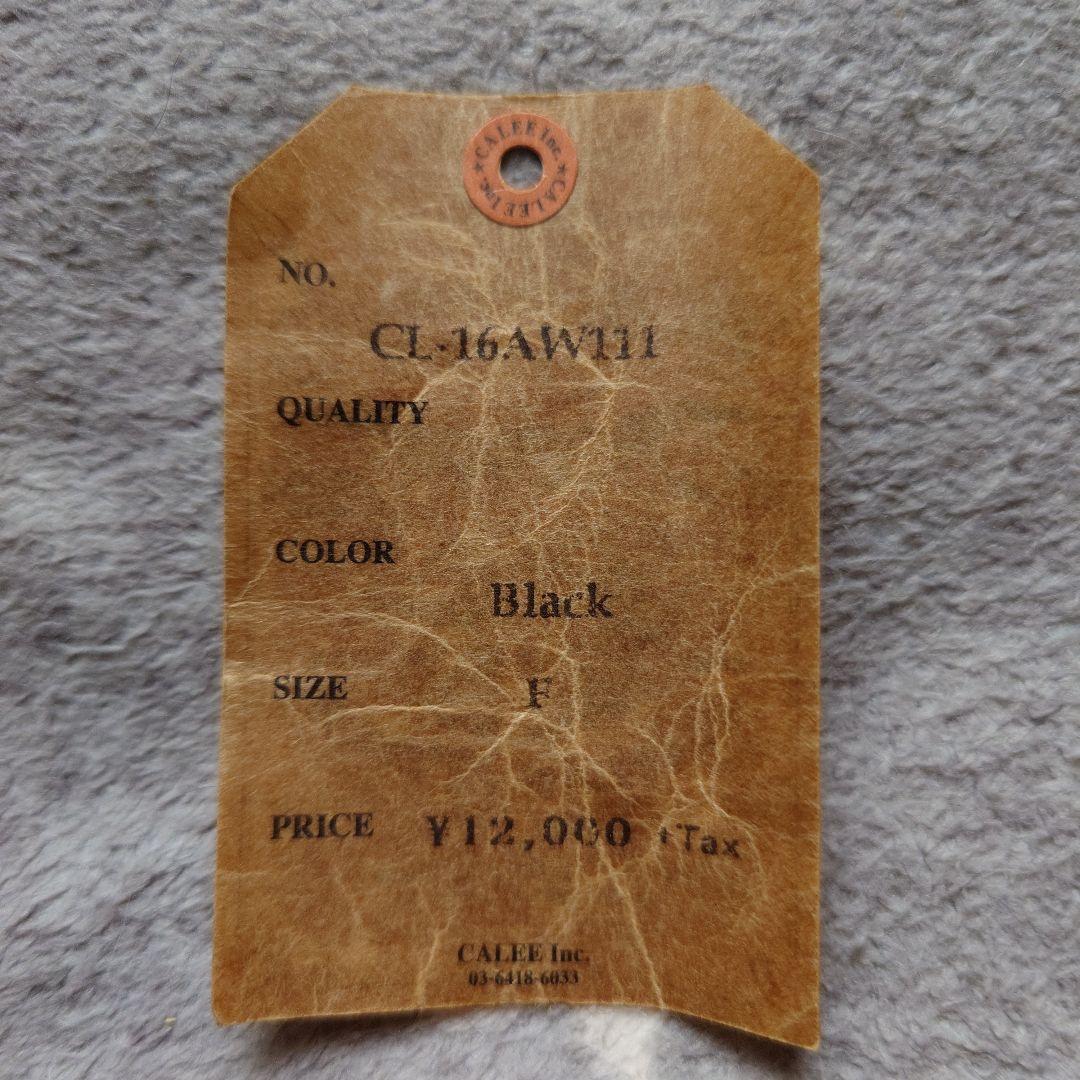 ★ CALEE Inc. ★ CALEE Inc.
NO.
CL-16AW111
QUALITY
COLOR
Black
SIZE
F
PRICE ¥12,000 +Tax
CALEE Inc.
03-6418-6033